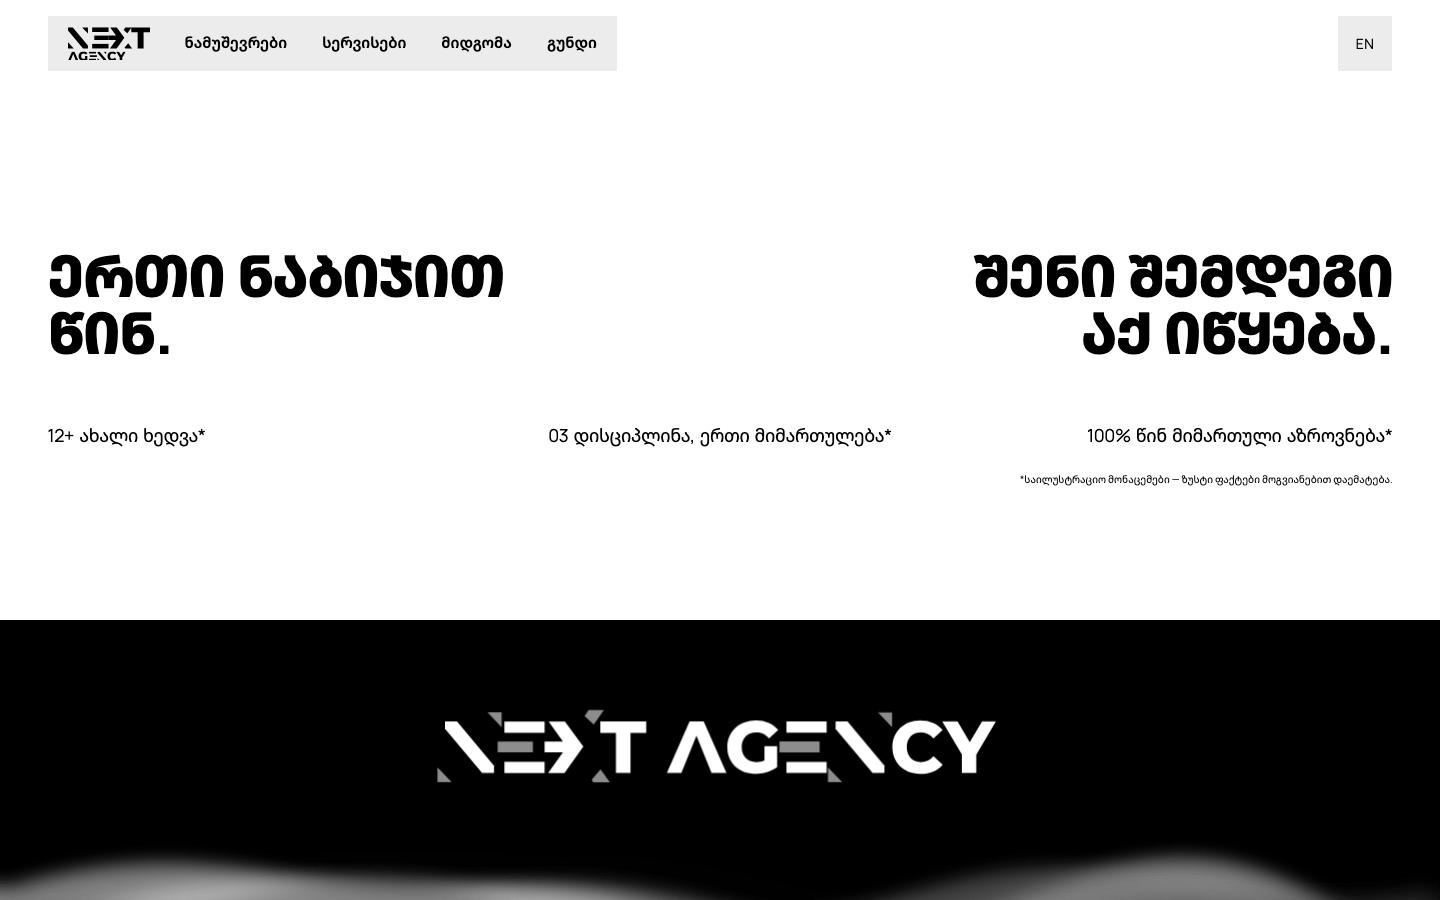 NEXT
AGENCY
ნამუშევრები
სერვისები
მიდგომა
გუნდი
EN
ერთი ნაბიჯით
წინ.
შენი შემდეგი
აქ იწყება.
12+ ახალი ხედვა*
03 დისციპლინა, ერთი მიმართულება*
100% წინ მიმართული აზროვნება*
*საილუსტრაციო მონაცემები — ზუსტი ფაქტები მოგვიანებით დაემატება.
NEXT AGENCY